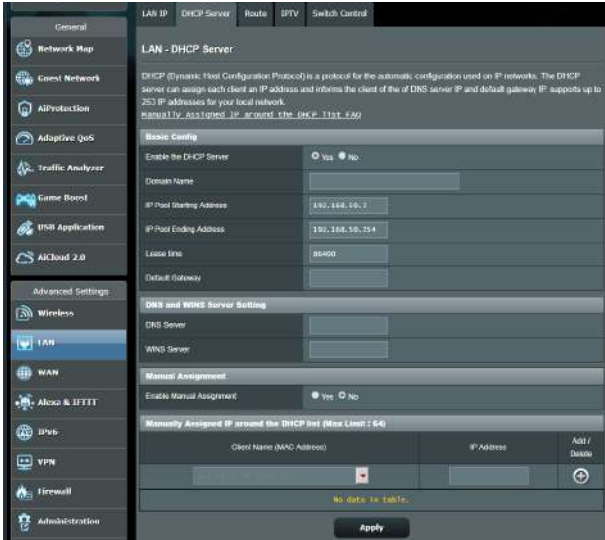 General
Network Map
Guest Network
AiProtection
Adaptive QoS
Traffic Analyzer
Game Boost
USB Application
AiCloud 2.0
Advanced Settings
Wireless
LAN
WAN
Alexa & IFTTT
IPv6
VPN
Firewall
Administration
LAN IP DHCP Server Route IPTV Switch Control
LAN - DHCP Server
DHCP (Dynamic Host Configuration Protocol) is a protocol for the automatic configuration used on IP networks. The DHCP
server can assign each client an IP address and informs the client of the of DNS server IP and default gateway IP. supports up to
253 IP addresses for your local network.
Manually Assigned IP around the DHCP list FAQ
Basic Config
Enable the DHCP Server Yes No
Domain Name
IP Pool Starting Address 192.168.50.2
IP Pool Ending Address 192.168.50.254
Lease time 86400
Default Gateway
DNS and WINS Server Setting
DNS Server
WINS Server
Manual Assignment
Enable Manual Assignment Yes No
Manually Assigned IP around the DHCP list (Max Limit : 64)
Client Name (MAC Address) IP Address Add /
Delete
No data in table.
Apply